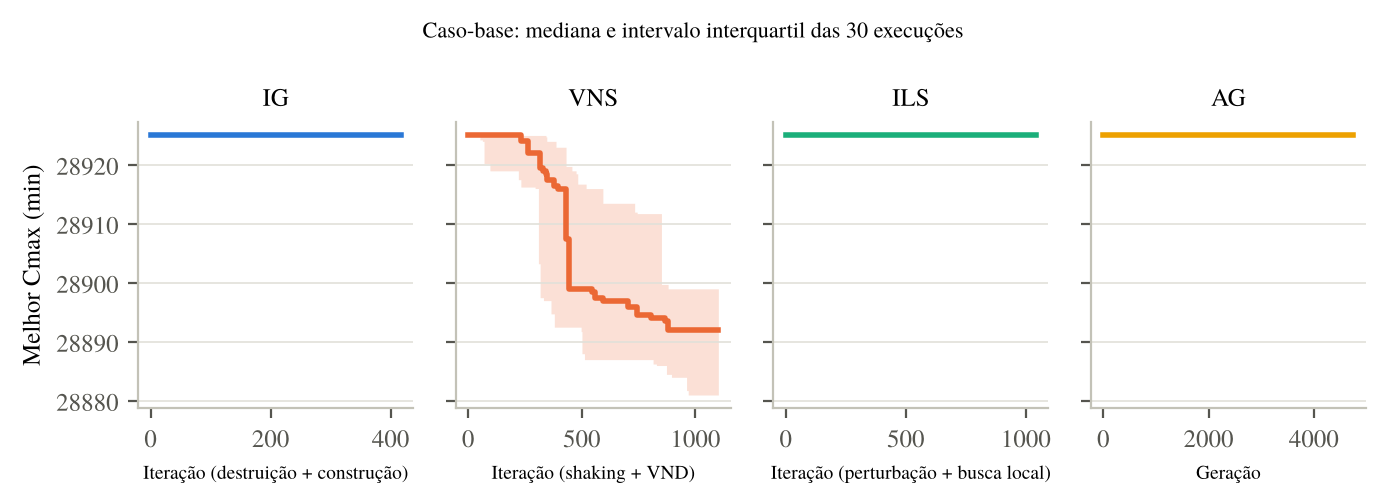 Caso-base: mediana e intervalo interquartil das 30 execuções
IG
VNS
ILS
AG
Melhor Cmax (min)
28920
28910
28900
28890
28880
0 200 400
0 500 1000
0 500 1000
0 2000 4000
Iteração (destruição + construção)
Iteração (shaking + VND)
Iteração (perturbação + busca local)
Geração